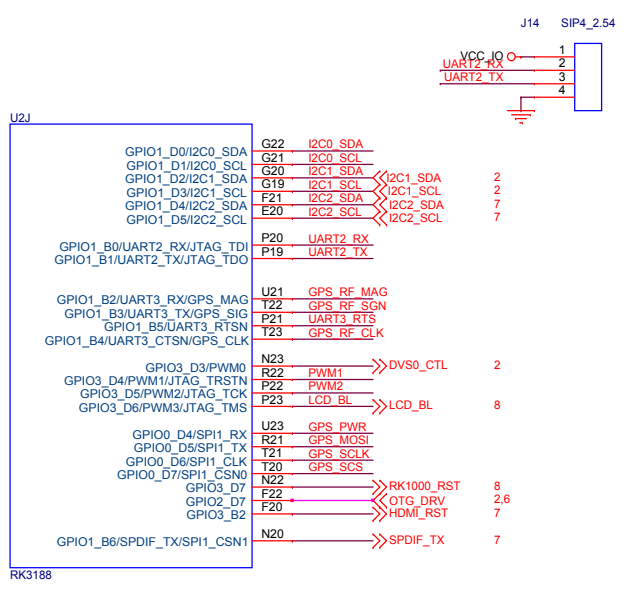 J14 SIP4_2.54
VCC_IO 1
UART2_RX 2
UART2_TX 3
4
U2J
GPIO1_D0/I2C0_SDA G22 I2C0_SDA
GPIO1_D1/I2C0_SCL G21 I2C0_SCL
GPIO1_D2/I2C1_SDA G20 I2C1_SDA I2C1_SDA 2
GPIO1_D3/I2C1_SCL G19 I2C1_SCL I2C1_SCL 2
GPIO1_D4/I2C2_SDA F21 I2C2_SDA I2C2_SDA 7
GPIO1_D5/I2C2_SCL E20 I2C2_SCL I2C2_SCL 7
GPIO1_B0/UART2_RX/JTAG_TDI P20 UART2_RX
GPIO1_B1/UART2_TX/JTAG_TDO P19 UART2_TX
GPIO1_B2/UART3_RX/GPS_MAG U21 GPS_RF_MAG
GPIO1_B3/UART3_TX/GPS_SIG T22 GPS_RF_SGN
GPIO1_B5/UART3_RTSN P21 UART3_RTS
GPIO1_B4/UART3_CTSN/GPS_CLK T23 GPS_RF_CLK
GPIO3_D3/PWM0 N23 DVS0_CTL 2
GPIO3_D4/PWM1/JTAG_TRSTN R22 PWM1
GPIO3_D5/PWM2/JTAG_TCK P22 PWM2
GPIO3_D6/PWM3/JTAG_TMS P23 LCD_BL LCD_BL 8
GPIO0_D4/SPI1_RX U23 GPS_PWR
GPIO0_D5/SPI1_TX R21 GPS_MOSI
GPIO0_D6/SPI1_CLK T21 GPS_SCLK
GPIO0_D7/SPI1_CSN0 T20 GPS_SCS
GPIO3_D7 N22 RK1000_RST 8
GPIO2_D7 F22 OTG_DRV 2,6
GPIO3_B2 F20 HDMI_RST 7
GPIO1_B6/SPDIF_TX/SPI1_CSN1 N20 SPDIF_TX 7
RK3188